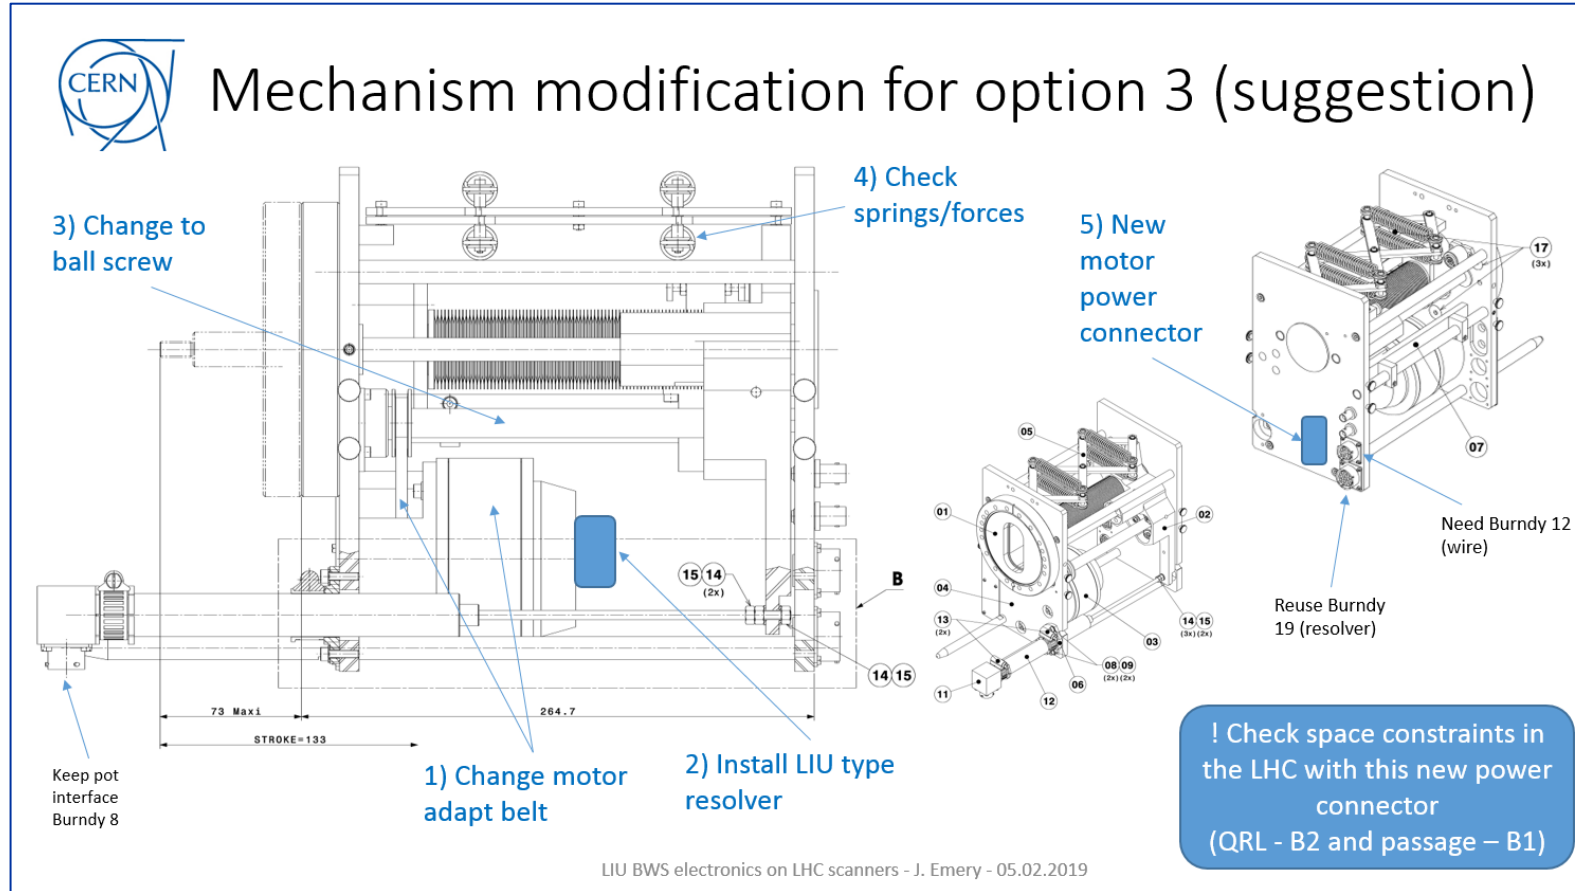 CERN
Mechanism modification for option 3 (suggestion)
3) Change to
ball screw
4) Check
springs/forces
5) New
motor
power
connector
17
(3x)
07
Need Burndy 12
(wire)
Reuse Burndy
19 (resolver)
05
01
02
04
13
(2x)
03
14 15
(3x) (2x)
08 09
(2x) (2x)
06
11
12
15 14
(2x)
B
14 15
73 Maxi
264.7
STROKE=133
Keep pot
interface
Burndy 8
1) Change motor
adapt belt
2) Install LIU type
resolver
! Check space constraints in
the LHC with this new power
connector
(QRL - B2 and passage – B1)
LIU BWS electronics on LHC scanners - J. Emery - 05.02.2019